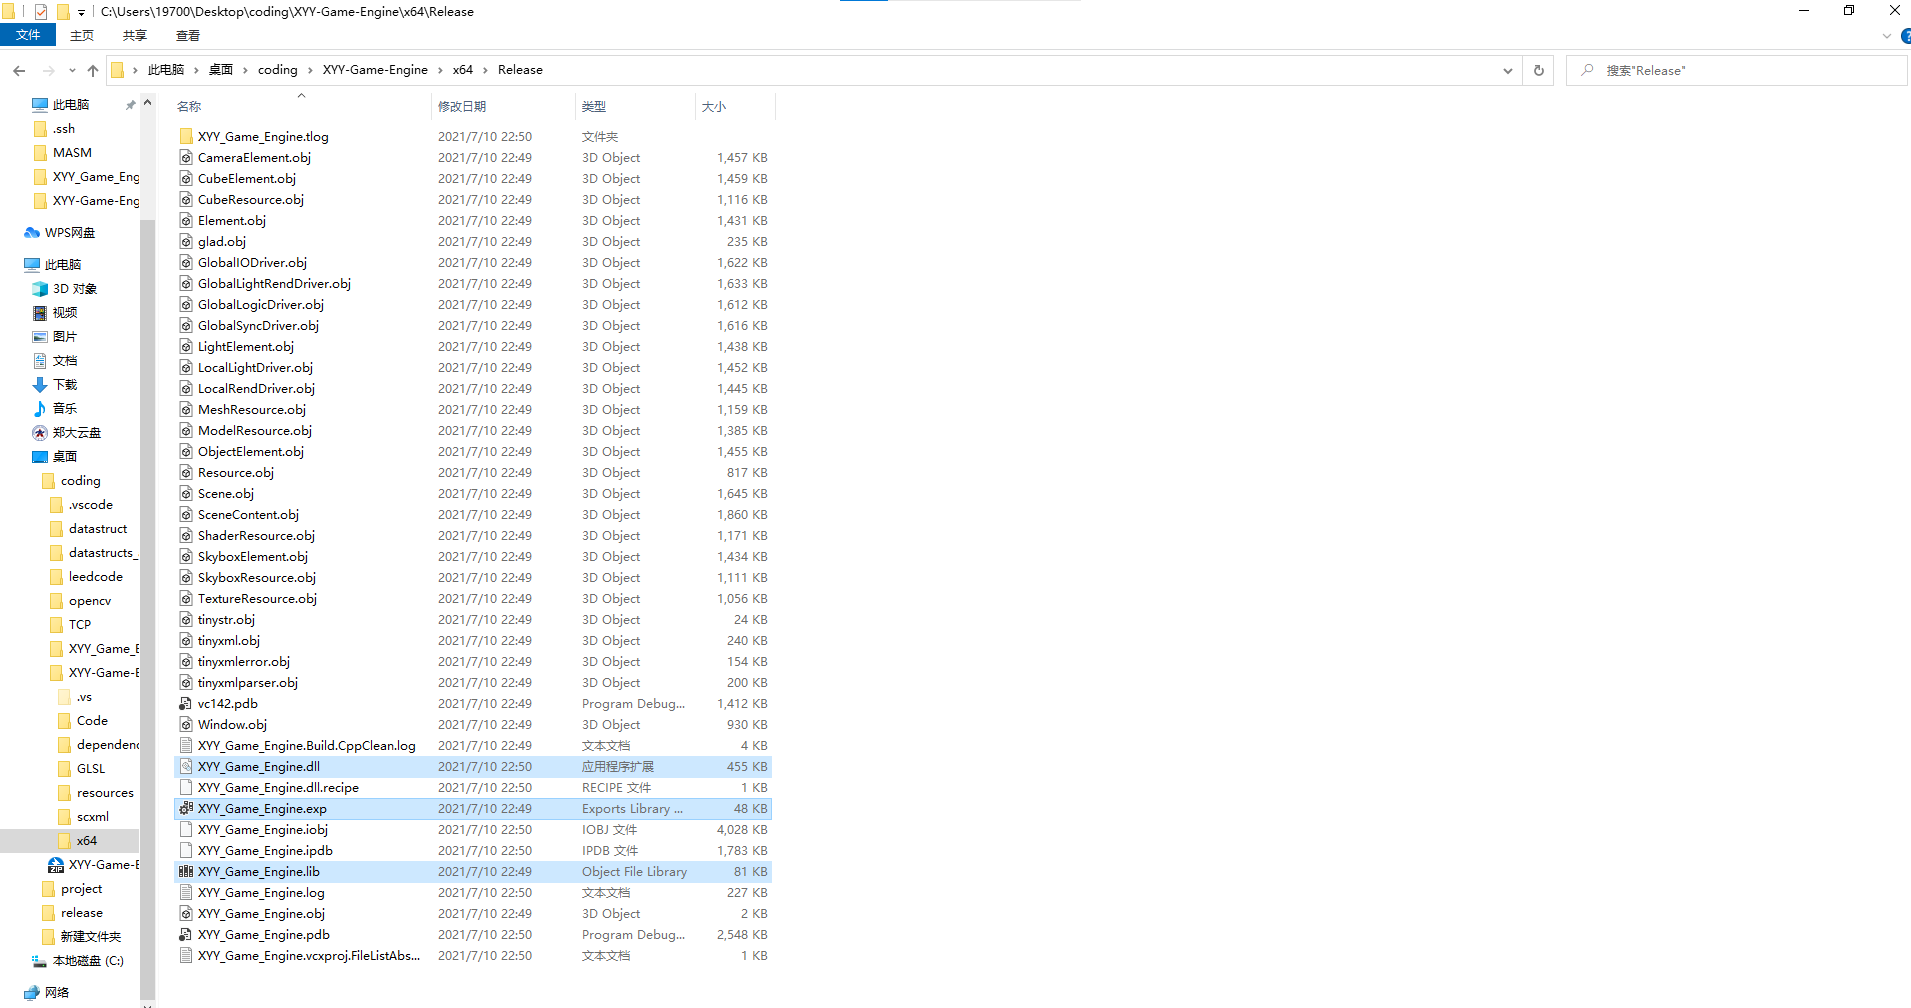 C:\Users\19700\Desktop\coding\XYY-Game-Engine\x64\Release
文件 主页 共享 查看
此电脑 桌面 coding XYY-Game-Engine x64 Release
搜索"Release"
此电脑
.ssh
MASM
XYY_Game_Eng
XYY-Game-Eng
WPS网盘
此电脑
3D 对象
视频
图片
文档
下载
音乐
郑大云盘
桌面
coding
.vscode
datastruct
datastructs_
leedcode
opencv
TCP
XYY_Game_E
XYY-Game-E
.vs
Code
dependenc
GLSL
resources
scxml
x64
XYY-Game-E
project
release
新建文件夹
本地磁盘 (C:)
网络
名称 修改日期 类型 大小
XYY_Game_Engine.tlog 2021/7/10 22:50 文件夹
CameraElement.obj 2021/7/10 22:49 3D Object 1,457 KB
CubeElement.obj 2021/7/10 22:49 3D Object 1,459 KB
CubeResource.obj 2021/7/10 22:49 3D Object 1,116 KB
Element.obj 2021/7/10 22:49 3D Object 1,431 KB
glad.obj 2021/7/10 22:49 3D Object 235 KB
GlobalIODriver.obj 2021/7/10 22:49 3D Object 1,622 KB
GlobalLightRendDriver.obj 2021/7/10 22:49 3D Object 1,633 KB
GlobalLogicDriver.obj 2021/7/10 22:49 3D Object 1,612 KB
GlobalSyncDriver.obj 2021/7/10 22:49 3D Object 1,616 KB
LightElement.obj 2021/7/10 22:49 3D Object 1,438 KB
LocalLightDriver.obj 2021/7/10 22:49 3D Object 1,452 KB
LocalRendDriver.obj 2021/7/10 22:49 3D Object 1,445 KB
MeshResource.obj 2021/7/10 22:49 3D Object 1,159 KB
ModelResource.obj 2021/7/10 22:49 3D Object 1,385 KB
ObjectElement.obj 2021/7/10 22:49 3D Object 1,455 KB
Resource.obj 2021/7/10 22:49 3D Object 817 KB
Scene.obj 2021/7/10 22:49 3D Object 1,645 KB
SceneContent.obj 2021/7/10 22:49 3D Object 1,860 KB
ShaderResource.obj 2021/7/10 22:49 3D Object 1,171 KB
SkyboxElement.obj 2021/7/10 22:49 3D Object 1,434 KB
SkyboxResource.obj 2021/7/10 22:49 3D Object 1,111 KB
TextureResource.obj 2021/7/10 22:49 3D Object 1,056 KB
tinystr.obj 2021/7/10 22:49 3D Object 24 KB
tinyxml.obj 2021/7/10 22:49 3D Object 240 KB
tinyxmlerror.obj 2021/7/10 22:49 3D Object 154 KB
tinyxmlparser.obj 2021/7/10 22:49 3D Object 200 KB
vc142.pdb 2021/7/10 22:49 Program Debug... 1,412 KB
Window.obj 2021/7/10 22:49 3D Object 930 KB
XYY_Game_Engine.Build.CppClean.log 2021/7/10 22:49 文本文档 4 KB
XYY_Game_Engine.dll 2021/7/10 22:50 应用程序扩展 455 KB
XYY_Game_Engine.dll.recipe 2021/7/10 22:50 RECIPE 文件 1 KB
XYY_Game_Engine.exp 2021/7/10 22:49 Exports Library ... 48 KB
XYY_Game_Engine.iobj 2021/7/10 22:50 IOBJ 文件 4,028 KB
XYY_Game_Engine.ipdb 2021/7/10 22:50 IPDB 文件 1,783 KB
XYY_Game_Engine.lib 2021/7/10 22:49 Object File Library 81 KB
XYY_Game_Engine.log 2021/7/10 22:50 文本文档 227 KB
XYY_Game_Engine.obj 2021/7/10 22:49 3D Object 2 KB
XYY_Game_Engine.pdb 2021/7/10 22:50 Program Debug... 2,548 KB
XYY_Game_Engine.vcxproj.FileListAbs... 2021/7/10 22:50 文本文档 1 KB